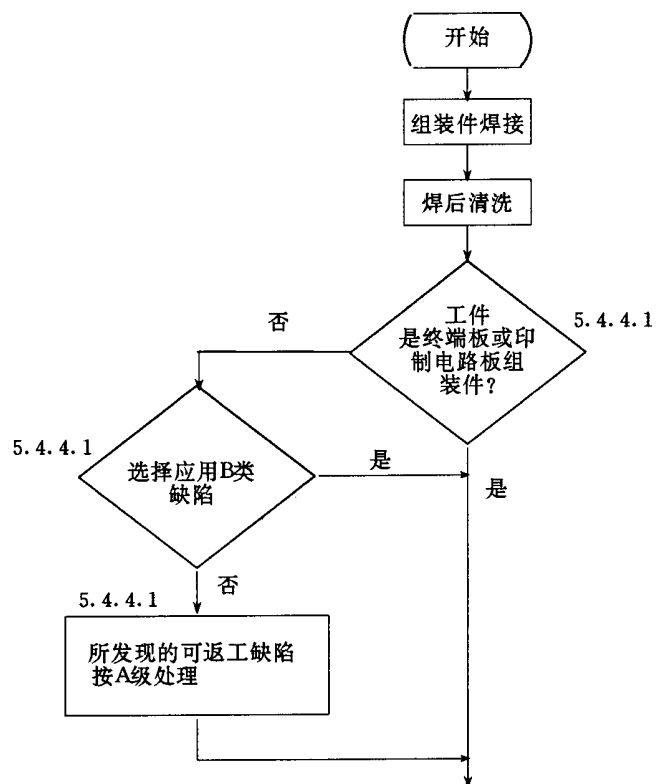 开始
组装件焊接
焊后清洗
工件
是终端板或印
制电路板组
装件?
5.4.4.1
否
是
5.4.4.1
选择应用B类
缺陷
是
否
5.4.4.1
所发现的可返工缺陷
按A级处理